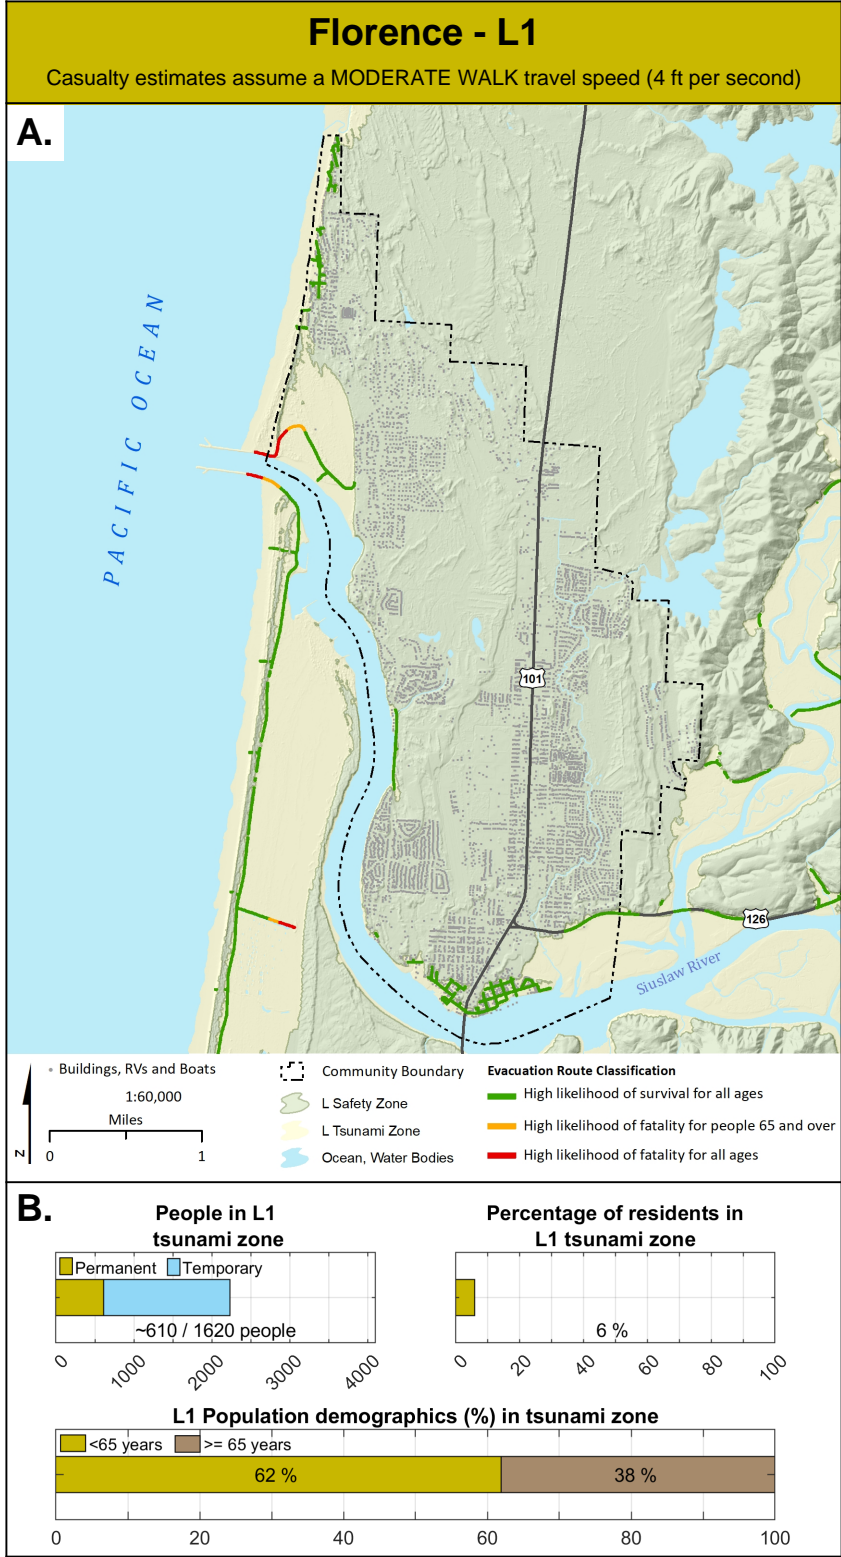 Florence - L1
Casualty estimates assume a MODERATE WALK travel speed (4 ft per second)
A.
PACIFIC OCEAN
101
126
Siuslaw River
Buildings, RVs and Boats
1:60,000
Miles
0 1
N
Community Boundary
L Safety Zone
L Tsunami Zone
Ocean, Water Bodies
Evacuation Route Classification
High likelihood of survival for all ages
High likelihood of fatality for people 65 and over
High likelihood of fatality for all ages
B.
People in L1
tsunami zone
Permanent Temporary
~610 / 1620 people
0 1000 2000 3000 4000
Percentage of residents in
L1 tsunami zone
6 %
0 20 40 60 80 100
L1 Population demographics (%) in tsunami zone
<65 years >= 65 years
62 % 38 %
0 20 40 60 80 100